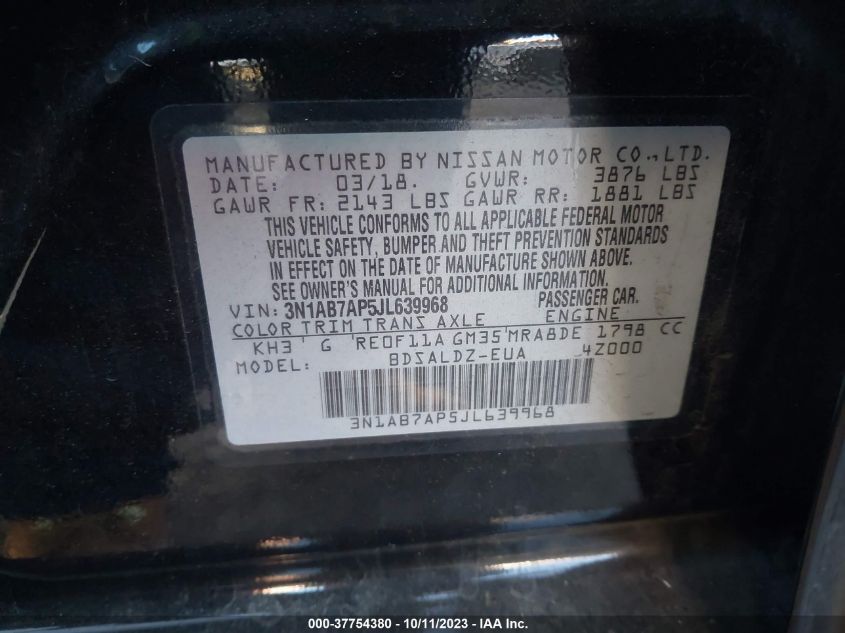 MANUFACTURED BY NISSAN MOTOR CO., LTD.
DATE: 03/18. GVWR: 3876 LBS
GAWR FR: 2143 LBS GAWR RR: 1881 LBS
THIS VEHICLE CONFORMS TO ALL APPLICABLE FEDERAL MOTOR
VEHICLE SAFETY, BUMPER AND THEFT PREVENTION STANDARDS
IN EFFECT ON THE DATE OF MANUFACTURE SHOWN ABOVE.
SEE OWNER'S MANUAL FOR ADDITIONAL INFORMATION.
VIN: 3N1AB7AP5JL639968 PASSENGER CAR.
COLOR TRIM TRANS AXLE ENGINE
KH3 G RE0F11A GM35 MRA8DE 1798 CC
MODEL: BDSALDZ-EUA 4Z000
3N1AB7AP5JL639968
000-37754380 - 10/11/2023 - IAA Inc.